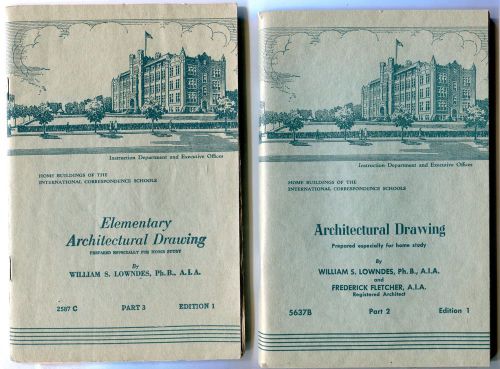 Instruction Department and Executive Offices
HOME BUILDINGS OF THE
INTERNATIONAL CORRESPONDENCE SCHOOLS
Elementary
Architectural Drawing
PREPARED ESPECIALLY FOR HOME STUDY
By
WILLIAM S. LOWNDES, Ph.B., A.I.A.
2587 C PART 3 EDITION 1
Instruction Department and Executive Offices
HOME BUILDINGS OF THE
INTERNATIONAL CORRESPONDENCE SCHOOLS
Architectural Drawing
Prepared especially for home study
By
WILLIAM S. LOWNDES, Ph.B., A.I.A.
and
FREDERICK FLETCHER, A.I.A.
Registered Architect
5637B Part 2 Edition 1